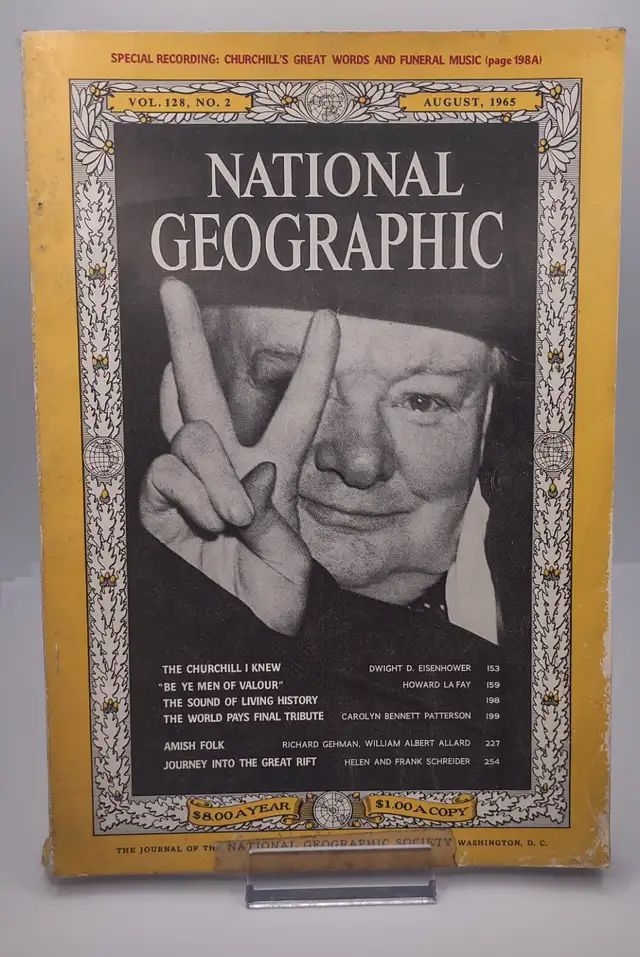 SPECIAL RECORDING: CHURCHILL'S GREAT WORDS AND FUNERAL MUSIC (page 198A)
VOL. 128, NO. 2 AUGUST, 1965
NATIONAL
GEOGRAPHIC
THE CHURCHILL I KNEW DWIGHT D. EISENHOWER 153
"BE YE MEN OF VALOUR" HOWARD LA FAY 159
THE SOUND OF LIVING HISTORY 198
THE WORLD PAYS FINAL TRIBUTE CAROLYN BENNETT PATTERSON 199
AMISH FOLK RICHARD GEHMAN, WILLIAM ALBERT ALLARD 227
JOURNEY INTO THE GREAT RIFT HELEN AND FRANK SCHREIDER 254
$8.00 A YEAR $1.00 A COPY
THE JOURNAL OF TH NATIONAL GEOGRAPHIC SOCIETY WASHINGTON, D. C.